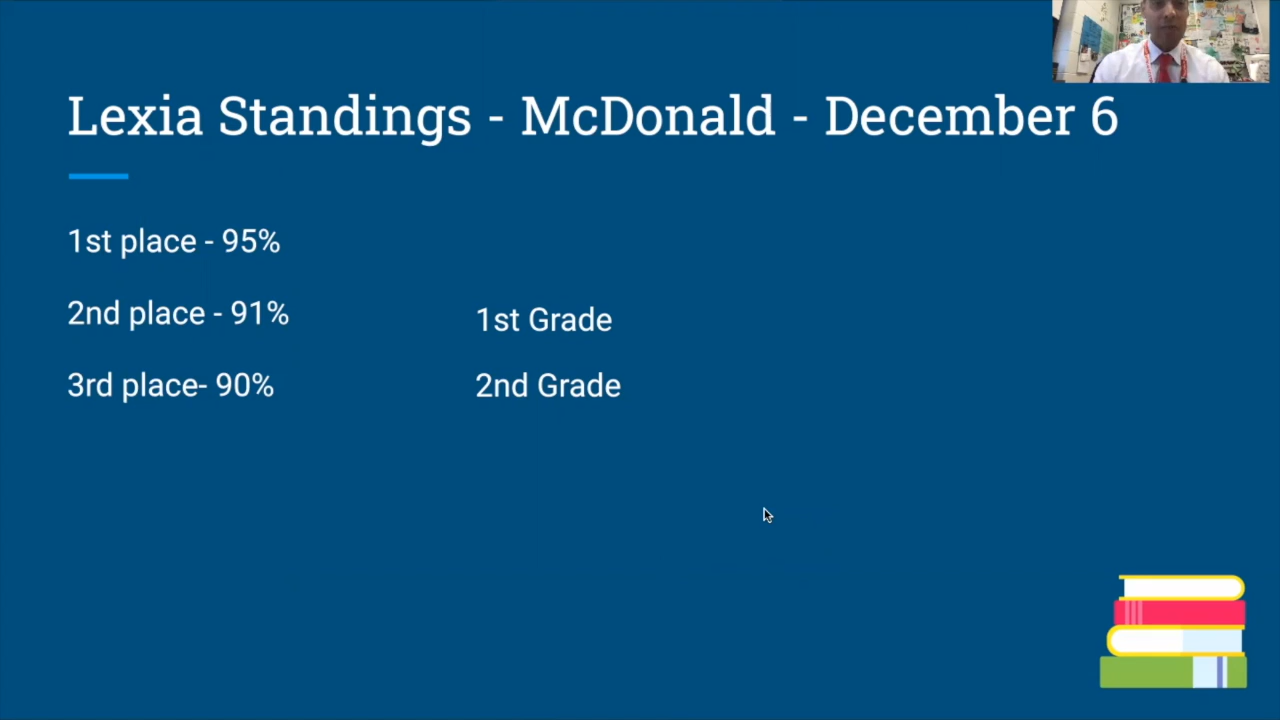 Lexia Standings - McDonald - December 6
1st place - 95%
2nd place - 91%
1st Grade
3rd place- 90%
2nd Grade